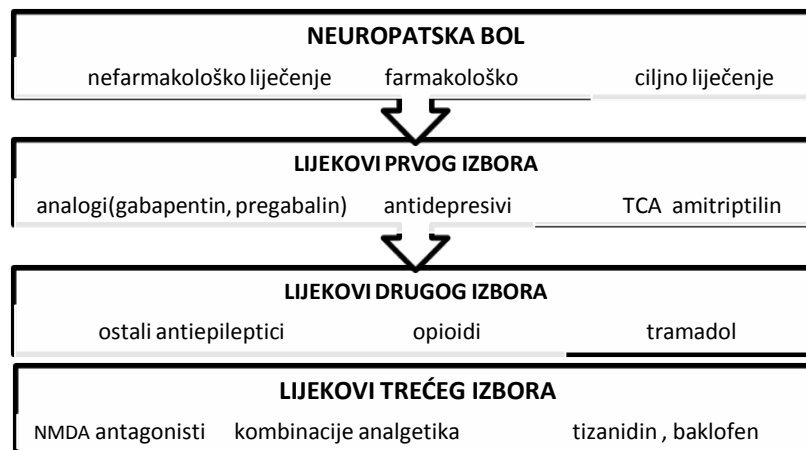 NEUROPATSKA BOL
nefarmakološko liječenje farmakološko ciljno liječenje
LIJEKOVI PRVOG IZBORA
analogi(gabapentin, pregabalin) antidepresivi TCA amitriptilin
LIJEKOVI DRUGOG IZBORA
ostali antiepileptici opioidi tramadol
LIJEKOVI TREĆEG IZBORA
NMDA antagonisti kombinacije analgetika tizanidin , baklofen